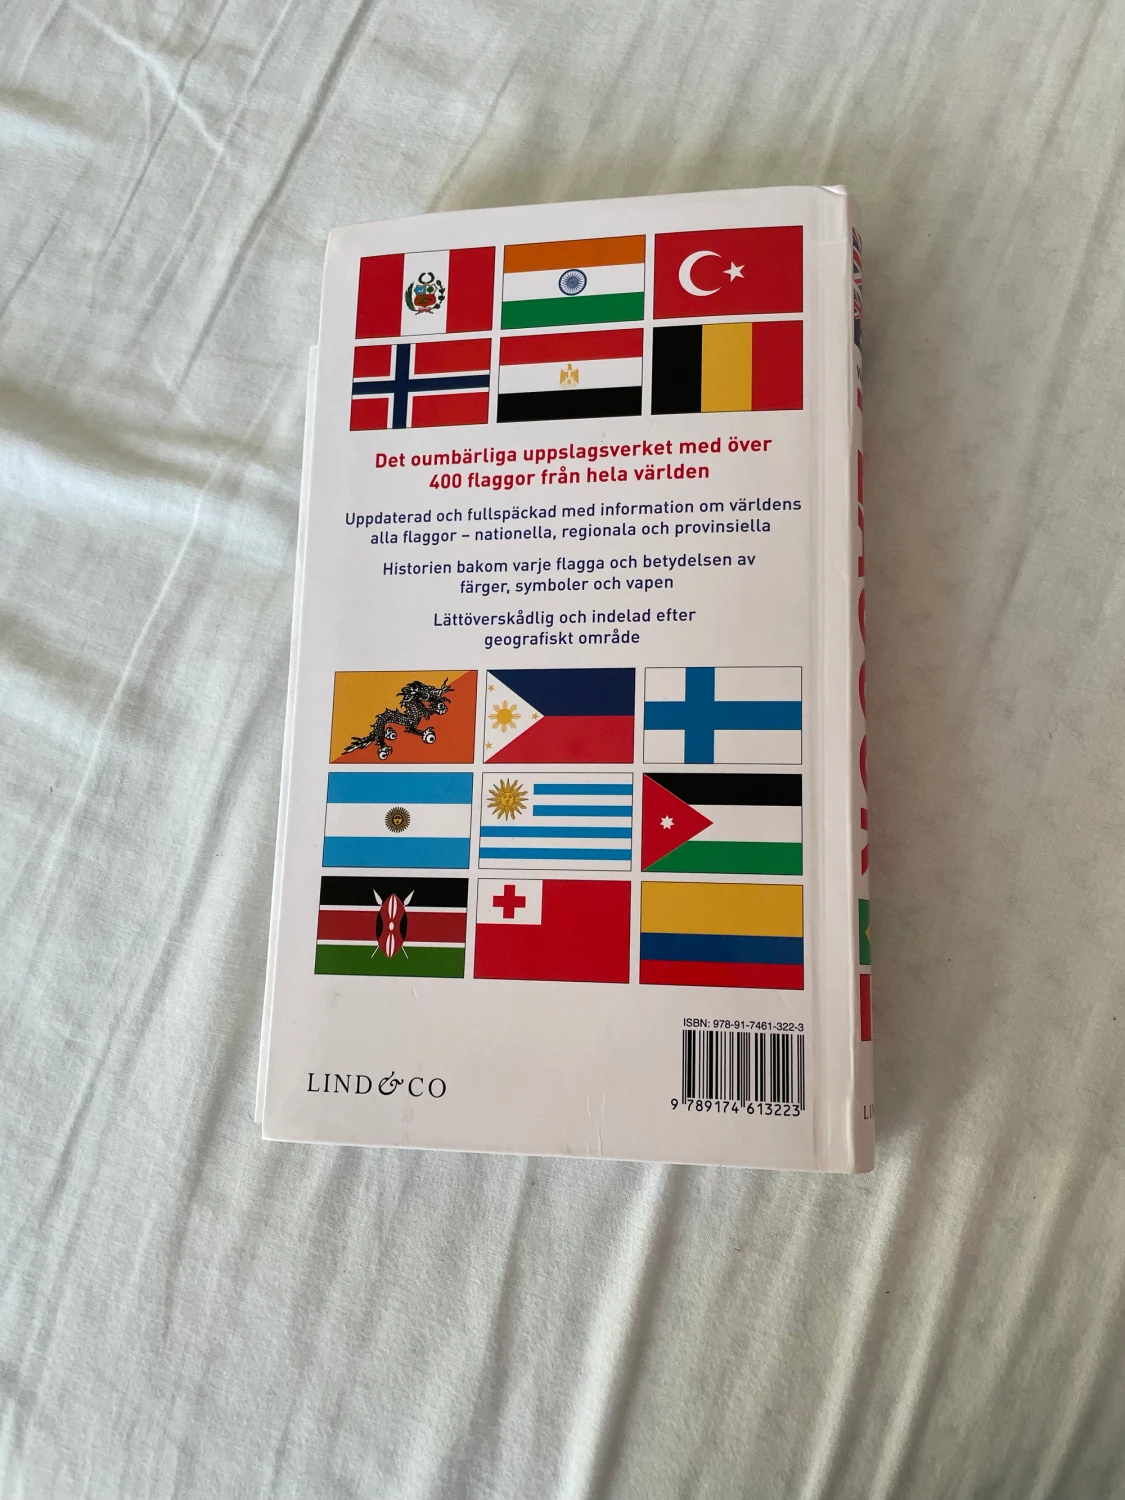 Det oumbärliga uppslagsverket med över
400 flaggor från hela världen
Uppdaterad och fullspäckad med information om världens
alla flaggor – nationella, regionala och provinsiella
Historien bakom varje flagga och betydelsen av
färger, symboler och vapen
Lättöverskådlig och indelad efter
geografiskt område
ISBN: 978-91-7461-322-3
9 789174 613223
LIND & CO